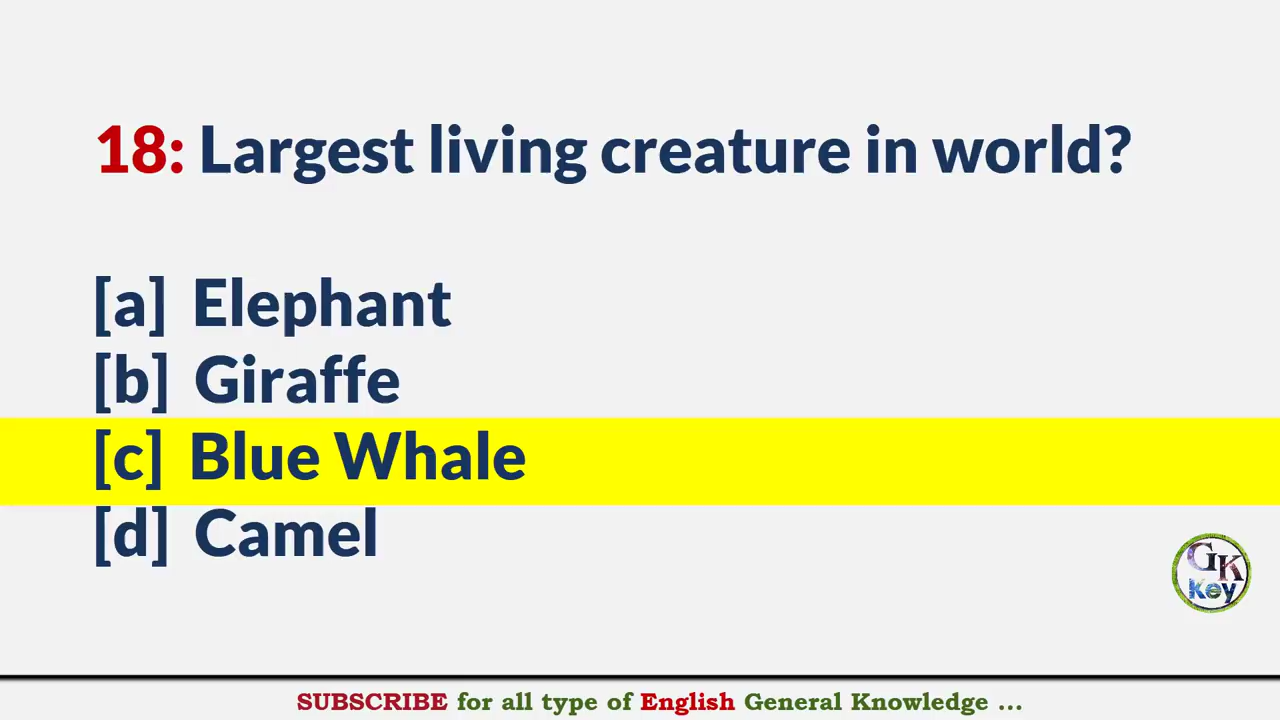 18: Largest living creature in world?
[a] Elephant
[b] Giraffe
[c] Blue Whale
[d] Camel
GK
Key
SUBSCRIBE for all type of English General Knowledge ...